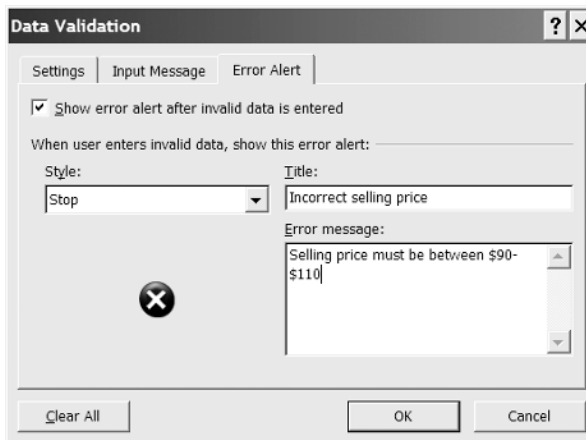 Data Validation
Settings Input Message Error Alert
Show error alert after invalid data is entered
When user enters invalid data, show this error alert:
Style: Title:
Stop Incorrect selling price
Error message:
Selling price must be between $90-
$110
Clear All OK Cancel